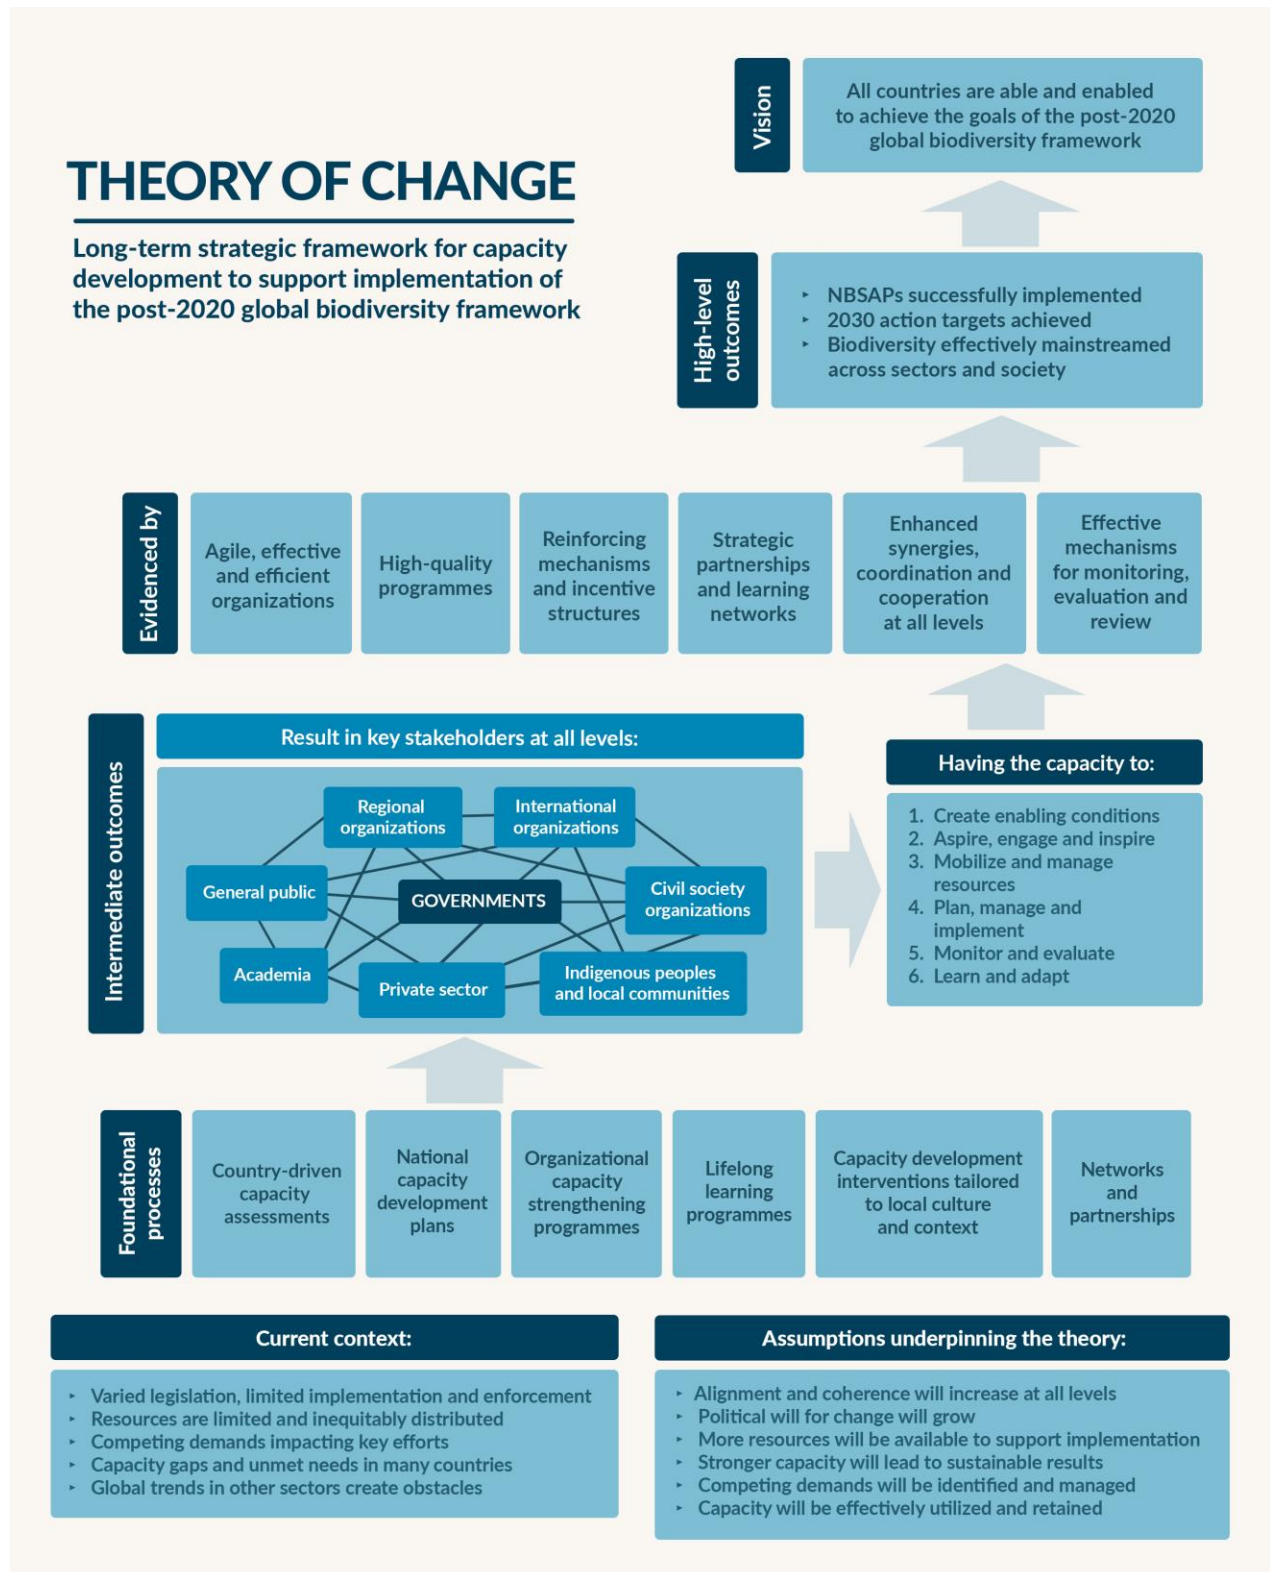 THEORY OF CHANGE
Long-term strategic framework for capacity
development to support implementation of
the post-2020 global biodiversity framework
Vision
All countries are able and enabled
to achieve the goals of the post-2020
global biodiversity framework
High-level
outcomes
‣ NBSAPs successfully implemented
‣ 2030 action targets achieved
‣ Biodiversity effectively mainstreamed
across sectors and society
Evidenced by
Agile, effective
and efficient
organizations
High-quality
programmes
Reinforcing
mechanisms
and incentive
structures
Strategic
partnerships
and learning
networks
Enhanced
synergies,
coordination and
cooperation
at all levels
Effective
mechanisms
for monitoring,
evaluation and
review
Intermediate outcomes
Result in key stakeholders at all levels:
Regional
organizations
International
organizations
General public
GOVERNMENTS
Civil society
organizations
Academia
Private sector
Indigenous peoples
and local communities
Having the capacity to:
1. Create enabling conditions
2. Aspire, engage and inspire
3. Mobilize and manage
resources
4. Plan, manage and
implement
5. Monitor and evaluate
6. Learn and adapt
Foundational
processes
Country-driven
capacity
assessments
National
capacity
development
plans
Organizational
capacity
strengthening
programmes
Lifelong
learning
programmes
Capacity development
interventions tailored
to local culture
and context
Networks
and
partnerships
Current context:
‣ Varied legislation, limited implementation and enforcement
‣ Resources are limited and inequitably distributed
‣ Competing demands impacting key efforts
‣ Capacity gaps and unmet needs in many countries
‣ Global trends in other sectors create obstacles
Assumptions underpinning the theory:
‣ Alignment and coherence will increase at all levels
‣ Political will for change will grow
‣ More resources will be available to support implementation
‣ Stronger capacity will lead to sustainable results
‣ Competing demands will be identified and managed
‣ Capacity will be effectively utilized and retained